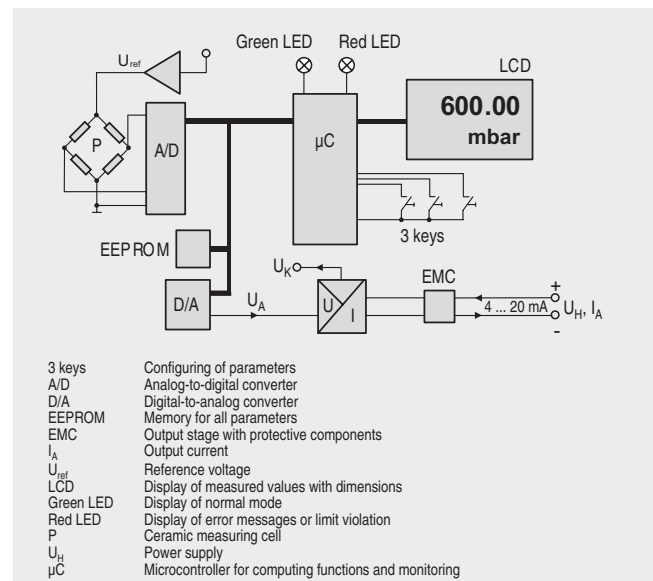 Green LED Red LED
U_ref
LCD
600.00
mbar
P
A/D
µC
3 keys
EEPROM
U_K
EMC
+
D/A
U_A
U
I
4 ... 20 mA
U_H, I_A
-
3 keys Configuring of parameters
A/D Analog-to-digital converter
D/A Digital-to-analog converter
EEPROM Memory for all parameters
EMC Output stage with protective components
I_A Output current
U_ref Reference voltage
LCD Display of measured values with dimensions
Green LED Display of normal mode
Red LED Display of error messages or limit violation
P Ceramic measuring cell
U_H Power supply
µC Microcontroller for computing functions and monitoring